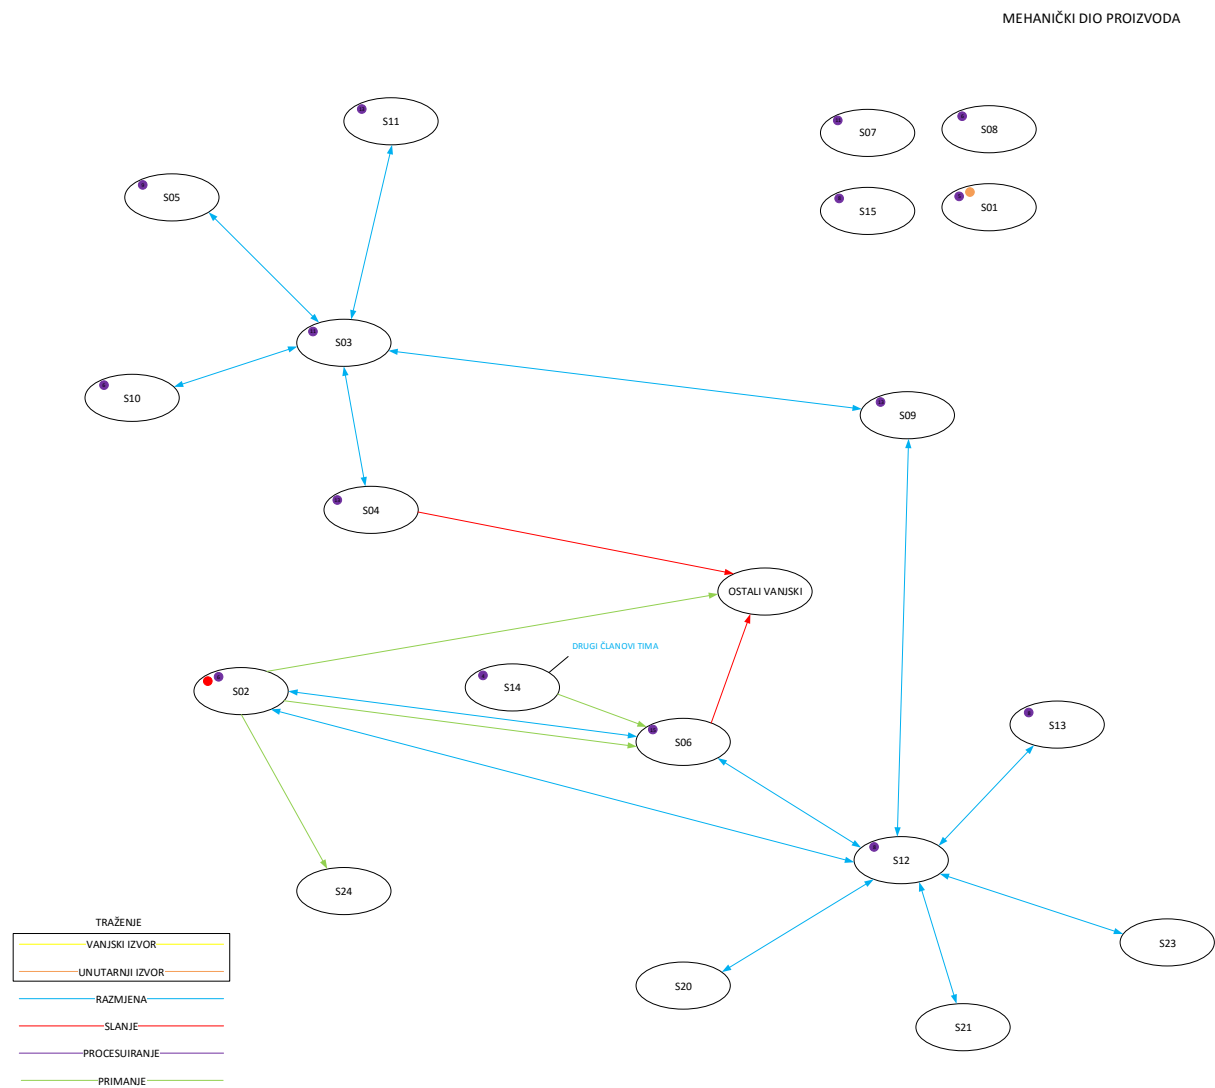 MEHANIČKI DIO PROIZVODA
S11
S07
S08
S05
S15
S01
S03
S10
S09
S04
OSTALI VANJSKI
DRUGI ČLANOVI TIMA
S02
S14
S06
S13
S12
S24
S23
S20
S21
TRAŽENJE
VANJSKI IZVOR
UNUTARNJI IZVOR
RAZMJENA
SLANJE
PROCESUIRANJE
PRIMANJE